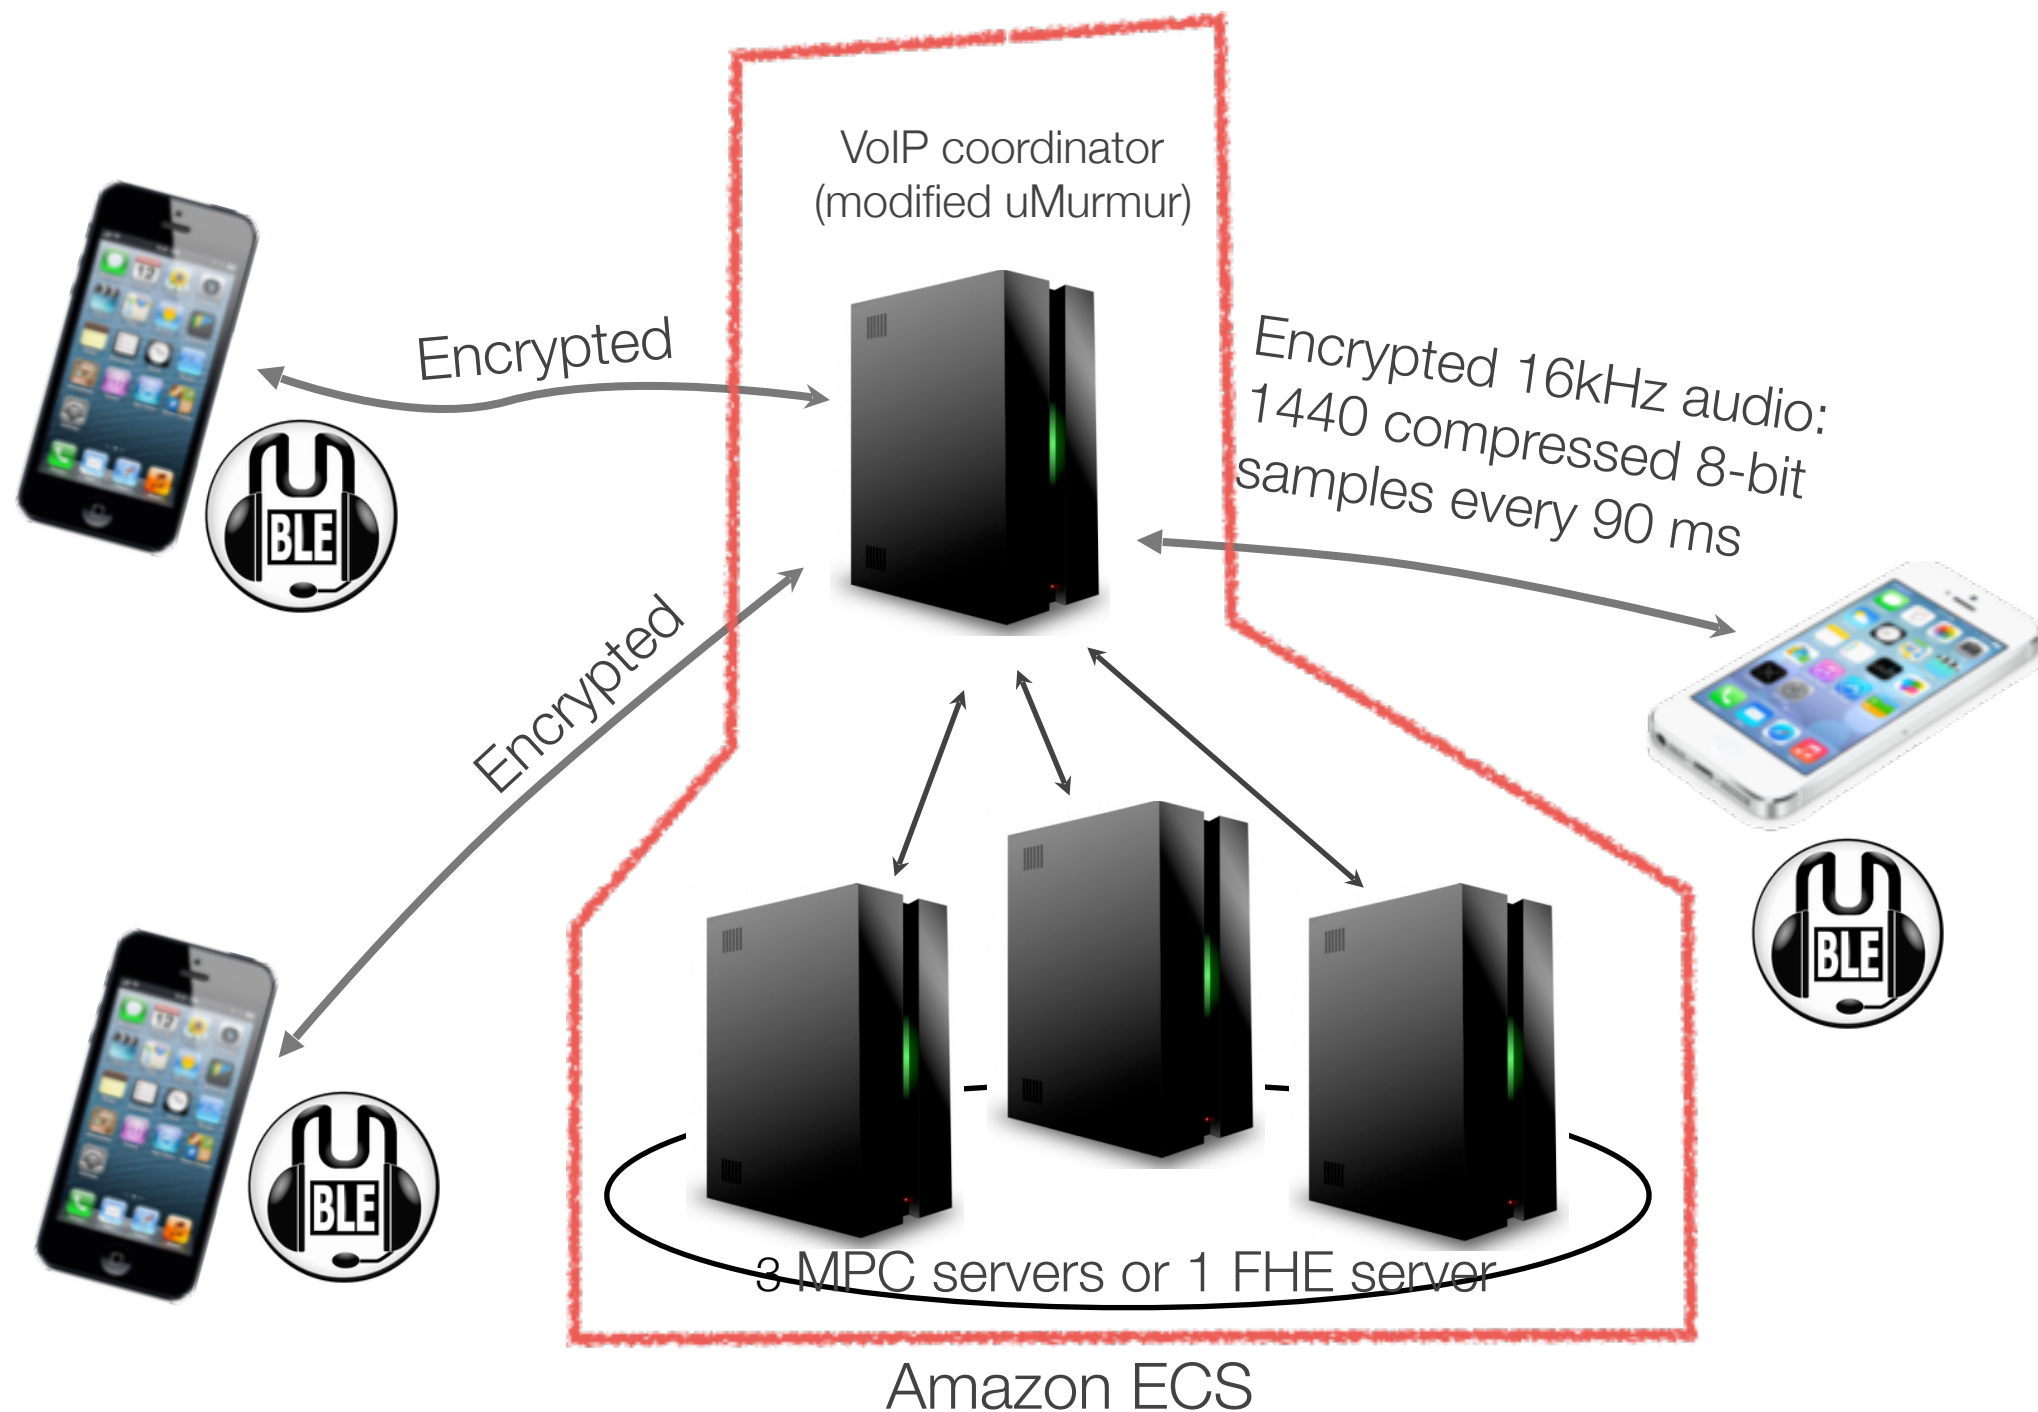 VoIP coordinator
(modified uMurmur)
Encrypted
Encrypted 16kHz audio:
1440 compressed 8-bit
samples every 90 ms
BLE
Encrypted
BLE
BLE
3 MPC servers or 1 FHE server
Amazon ECS